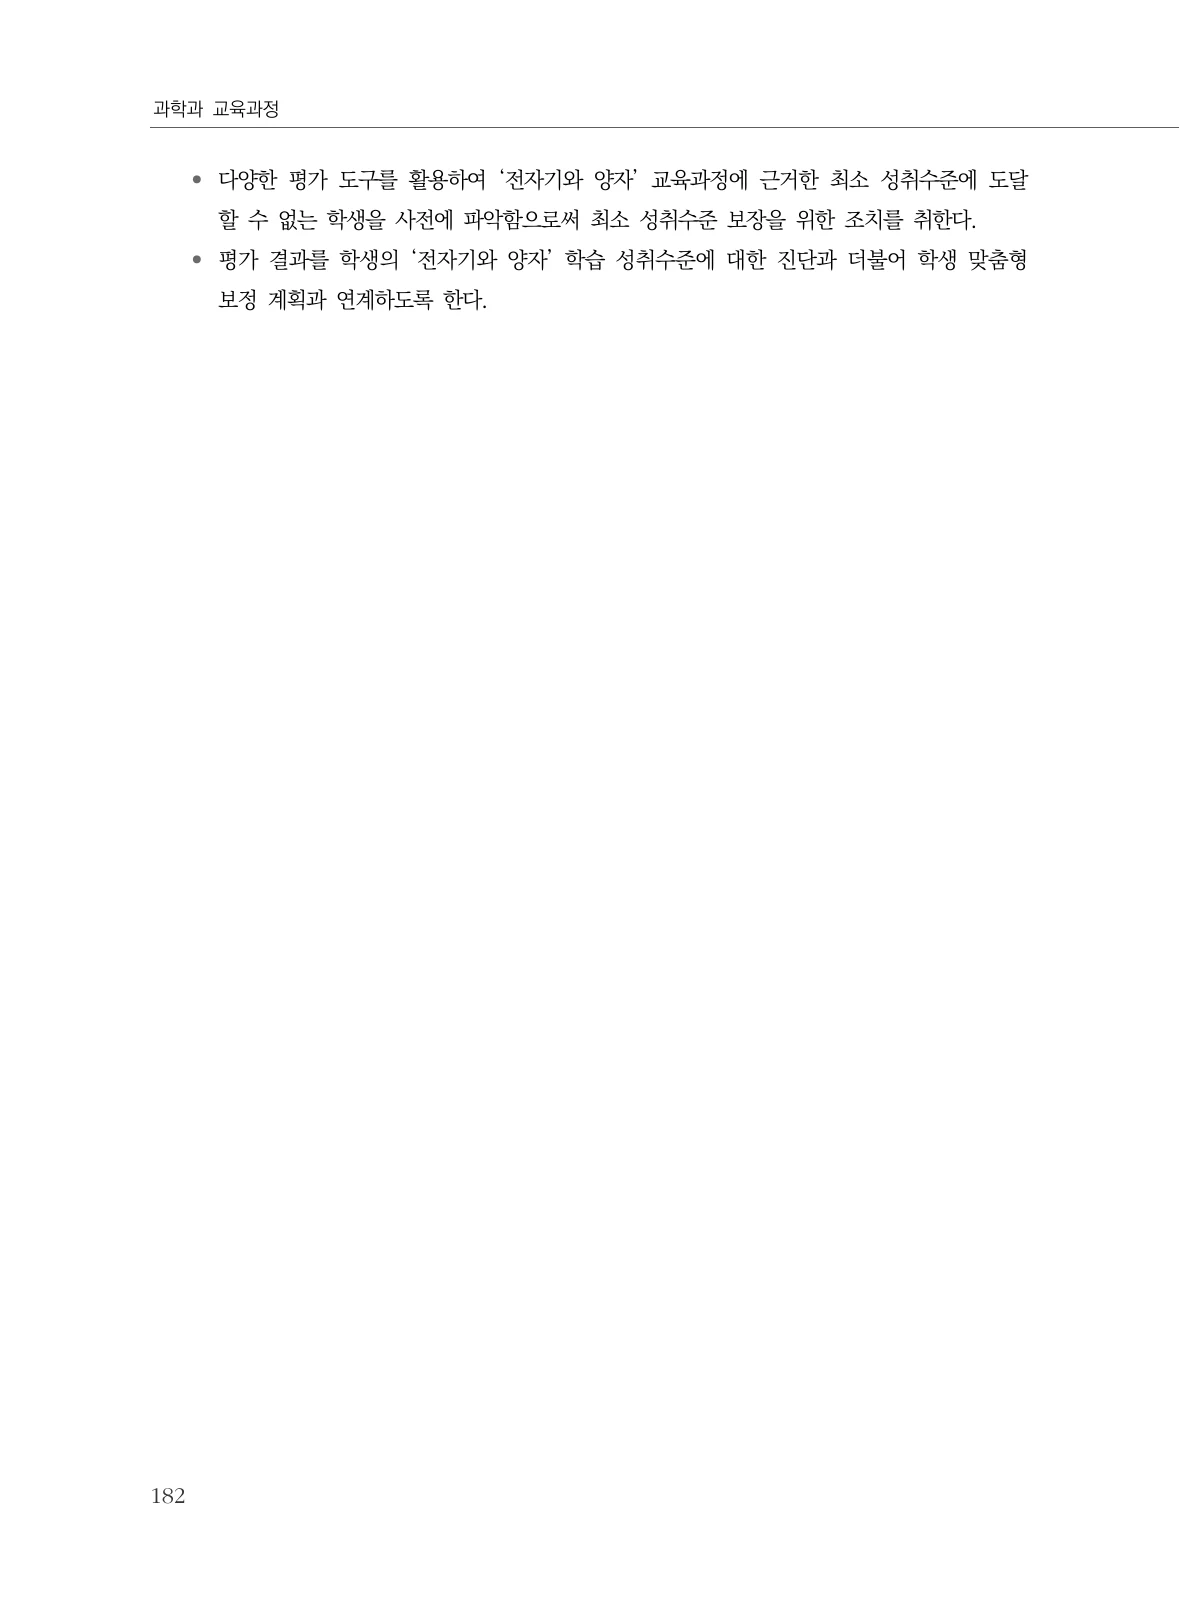 과학과 교육과정
• 다양한 평가 도구를 활용하여 ‘전자기와 양자’ 교육과정에 근거한 최소 성취수준에 도달
할 수 없는 학생을 사전에 파악함으로써 최소 성취수준 보장을 위한 조치를 취한다.
• 평가 결과를 학생의 ‘전자기와 양자’ 학습 성취수준에 대한 진단과 더불어 학생 맞춤형
보정 계획과 연계하도록 한다.
182